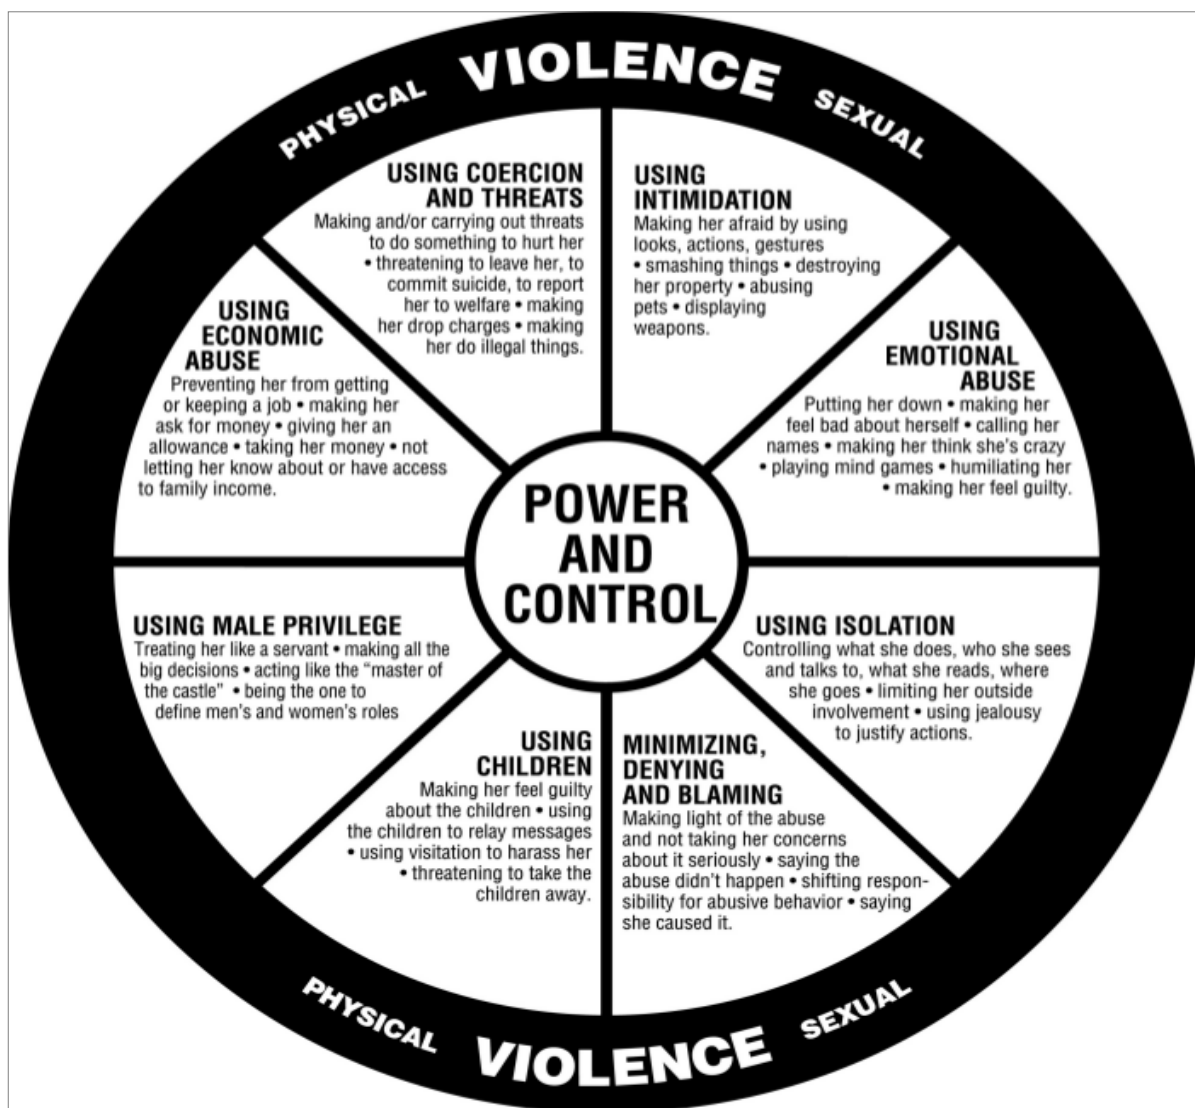 PHYSICAL VIOLENCE SEXUAL
USING COERCION
AND THREATS
Making and/or carrying out threats
to do something to hurt her
• threatening to leave her, to
commit suicide, to report
her to welfare • making
her drop charges • making
her do illegal things.
USING
INTIMIDATION
Making her afraid by using
looks, actions, gestures
• smashing things • destroying
her property • abusing
pets • displaying
weapons.
USING
EMOTIONAL
ABUSE
Putting her down • making her
feel bad about herself • calling her
names • making her think she's crazy
• playing mind games • humiliating her
• making her feel guilty.
USING ISOLATION
Controlling what she does, who she sees
and talks to, what she reads, where
she goes • limiting her outside
involvement • using jealousy
to justify actions.
MINIMIZING,
DENYING
AND BLAMING
Making light of the abuse
and not taking her concerns
about it seriously • saying the
abuse didn't happen • shifting respon-
sibility for abusive behavior • saying
she caused it.
USING
CHILDREN
Making her feel guilty
about the children • using
the children to relay messages
• using visitation to harass her
• threatening to take the
children away.
USING MALE PRIVILEGE
Treating her like a servant • making all the
big decisions • acting like the “master of
the castle” • being the one to
define men's and women's roles
USING
ECONOMIC
ABUSE
Preventing her from getting
or keeping a job • making her
ask for money • giving her an
allowance • taking her money • not
letting her know about or have access
to family income.
POWER
AND
CONTROL
PHYSICAL VIOLENCE SEXUAL